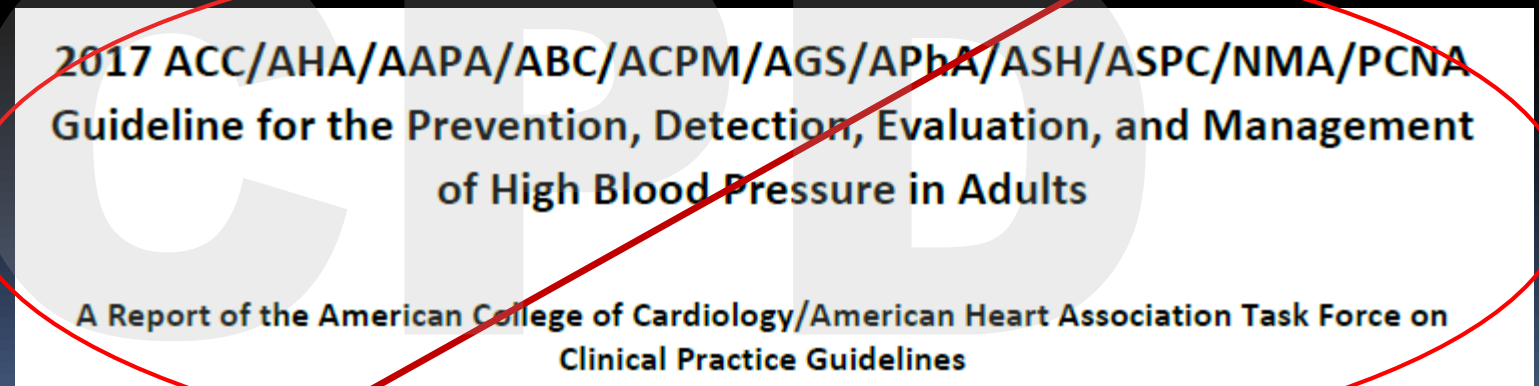 2017 ACC/AHA/AAPA/ABC/ACPM/AGS/APhA/ASH/ASPC/NMA/PCNA
Guideline for the Prevention, Detection, Evaluation, and Management
of High Blood Pressure in Adults
A Report of the American College of Cardiology/American Heart Association Task Force on
Clinical Practice Guidelines
CPD